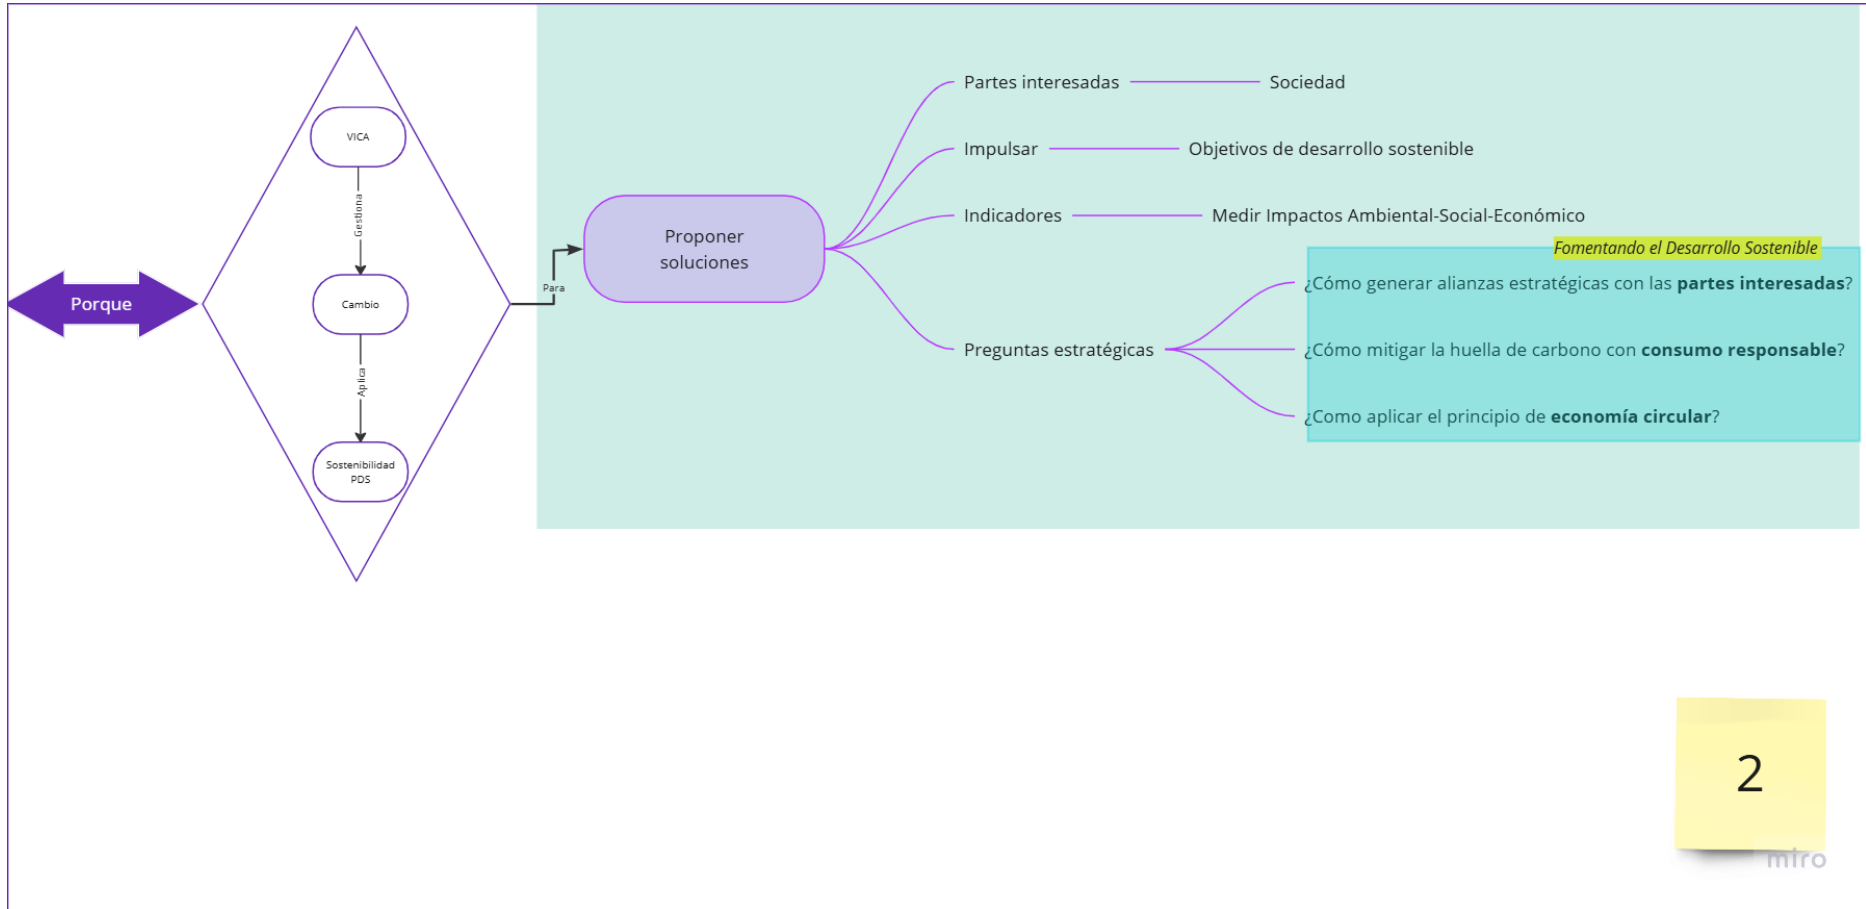 Porque
VICA
Gestiona
Cambio
Aplica
Sostenibilidad
PDS
Para
Proponer
soluciones
Partes interesadas
Sociedad
Impulsar
Objetivos de desarrollo sostenible
Indicadores
Medir Impactos Ambiental-Social-Económico
Preguntas estratégicas
Fomentando el Desarrollo Sostenible
¿Cómo generar alianzas estratégicas con las partes interesadas?
¿Cómo mitigar la huella de carbono con consumo responsable?
¿Como aplicar el principio de economía circular?
2
miro